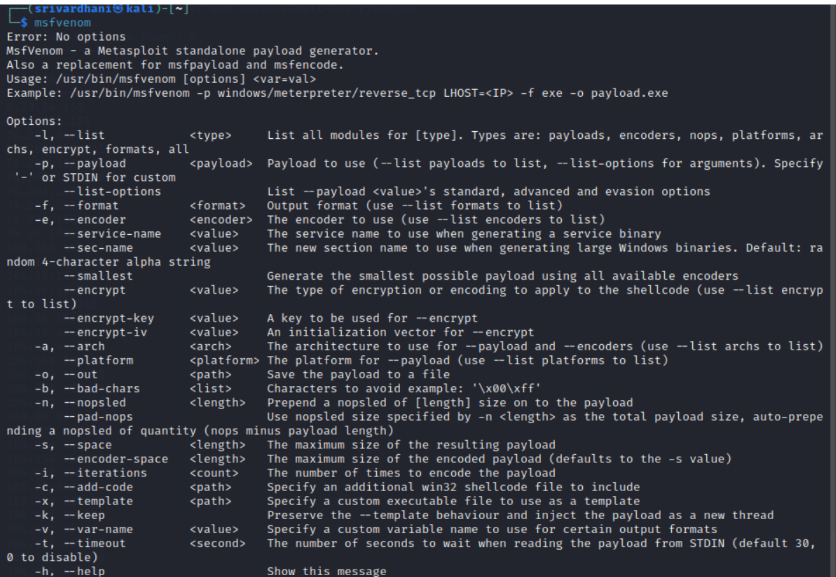 ┌──(srivardhani㉿kali)-[~]
└─$ msfvenom
Error: No options
MsfVenom - a Metasploit standalone payload generator.
Also a replacement for msfpayload and msfencode.
Usage: /usr/bin/msfvenom [options] <var=val>
Example: /usr/bin/msfvenom -p windows/meterpreter/reverse_tcp LHOST=<IP> -f exe -o payload.exe

Options:
    -l, --list            <type>     List all modules for [type]. Types are: payloads, encoders, nops, platforms, ar
chs, encrypt, formats, all
    -p, --payload         <payload>  Payload to use (--list payloads to list, --list-options for arguments). Specify
 '-' or STDIN for custom
        --list-options               List --payload <value>'s standard, advanced and evasion options
    -f, --format          <format>   Output format (use --list formats to list)
    -e, --encoder         <encoder>  The encoder to use (use --list encoders to list)
        --service-name    <value>    The service name to use when generating a service binary
        --sec-name        <value>    The new section name to use when generating large Windows binaries. Default: ra
ndom 4-character alpha string
        --smallest                   Generate the smallest possible payload using all available encoders
        --encrypt         <value>    The type of encryption or encoding to apply to the shellcode (use --list encryp
t to list)
        --encrypt-key     <value>    A key to be used for --encrypt
        --encrypt-iv      <value>    An initialization vector for --encrypt
    -a, --arch            <arch>     The architecture to use for --payload and --encoders (use --list archs to list)
        --platform        <platform> The platform for --payload (use --list platforms to list)
    -o, --out             <path>     Save the payload to a file
    -b, --bad-chars       <list>     Characters to avoid example: '\x00\xff'
    -n, --nopsled         <length>   Prepend a nopsled of [length] size on to the payload
        --pad-nops                   Use nopsled size specified by -n <length> as the total payload size, auto-prepe
nding a nopsled of quantity (nops minus payload length)
    -s, --space           <length>   The maximum size of the resulting payload
        --encoder-space   <length>   The maximum size of the encoded payload (defaults to the -s value)
    -i, --iterations      <count>    The number of times to encode the payload
    -c, --add-code        <path>     Specify an additional win32 shellcode file to include
    -x, --template        <path>     Specify a custom executable file to use as a template
    -k, --keep                       Preserve the --template behaviour and inject the payload as a new thread
    -v, --var-name        <value>    Specify a custom variable name to use for certain output formats
    -t, --timeout         <second>   The number of seconds to wait when reading the payload from STDIN (default 30,
0 to disable)
    -h, --help                       Show this message